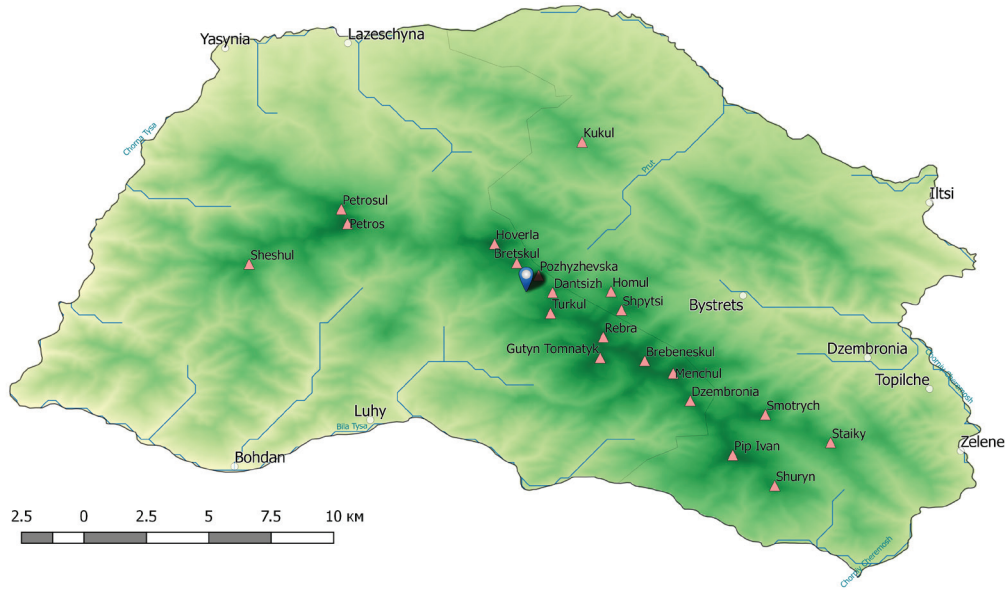 Yasynia
Lazeschyna
Chorna Tysa
Kukul
Prut
Iltsi
Petrosul
Petros
Hoverla
Bretskul
Sheshul
Pozhyzhevska
Dantsizh
Homul
Shpytsi
Bystrets
Turkul
Rebra
Gutyn Tomnatyk
Brebeneskul
Dzembronia
Menchul
Topilche
Chornyi Cheremosh
Dzembronia
Luhy
Smotrych
Bila Tysa
Staiky
Zelene
Pip Ivan
Bohdan
Shuryn
2.5 0 2.5 5 7.5 10 км
Chornyi Cheremosh